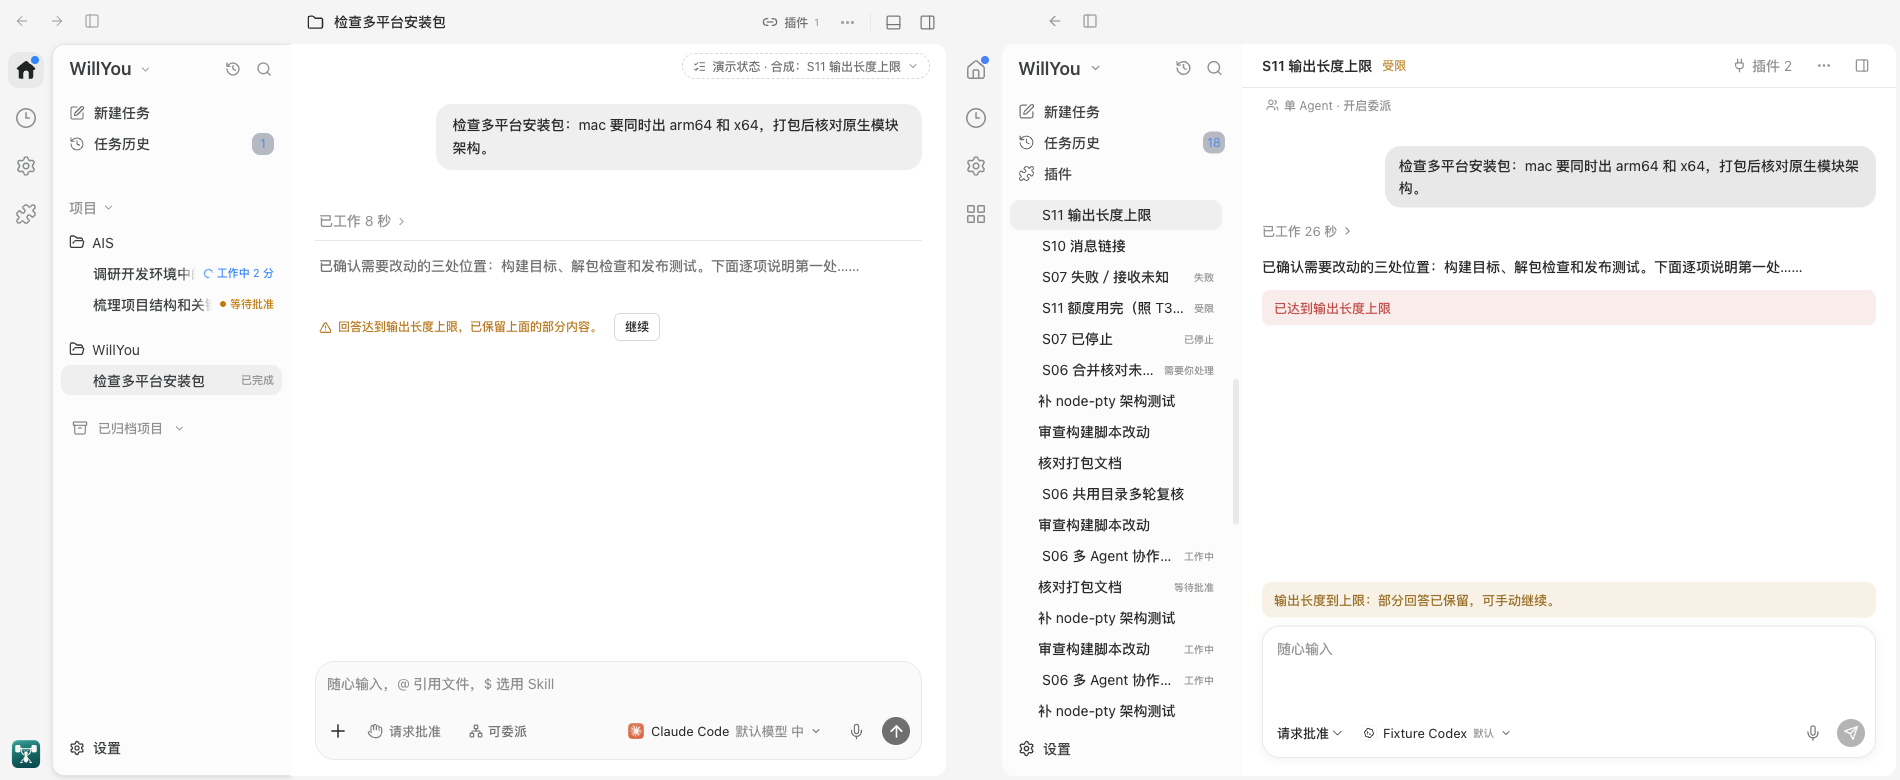 检查多平台安装包
插件 1
WillYou
新建任务
任务历史 1
项目
AIS
调研开发环境中 工作中 2 分
梳理项目结构和关 等待批准
WillYou
检查多平台安装包 已完成
已归档项目
设置
演示状态 · 合成：S11 输出长度上限
检查多平台安装包：mac 要同时出 arm64 和 x64，打包后核对原生模块
架构。
已工作 8 秒
已确认需要改动的三处位置：构建目标、解包检查和发布测试。下面逐项说明第一处......
回答达到输出长度上限，已保留上面的部分内容。 继续
随心输入，@ 引用文件，$ 选用 Skill
请求批准 可委派 Claude Code 默认模型 中
WillYou
新建任务
任务历史 18
插件
S11 输出长度上限
S10 消息链接
S07 失败 / 接收未知 失败
S11 额度用完（照 T3... 受限
S07 已停止 已停止
S06 合并核对未... 需要你处理
补 node-pty 架构测试
审查构建脚本改动
核对打包文档
S06 共用目录多轮复核
审查构建脚本改动
S06 多 Agent 协作... 工作中
核对打包文档 等待批准
补 node-pty 架构测试
审查构建脚本改动 工作中
S06 多 Agent 协作... 工作中
补 node-pty 架构测试
设置
S11 输出长度上限 受限 插件 2
单 Agent · 开启委派
检查多平台安装包：mac 要同时出 arm64 和 x64，打包后核对原生模块架
构。
已工作 26 秒
已确认需要改动的三处位置：构建目标、解包检查和发布测试。下面逐项说明第一处......
已达到输出长度上限
输出长度到上限：部分回答已保留，可手动继续。
随心输入
请求批准 Fixture Codex 默认